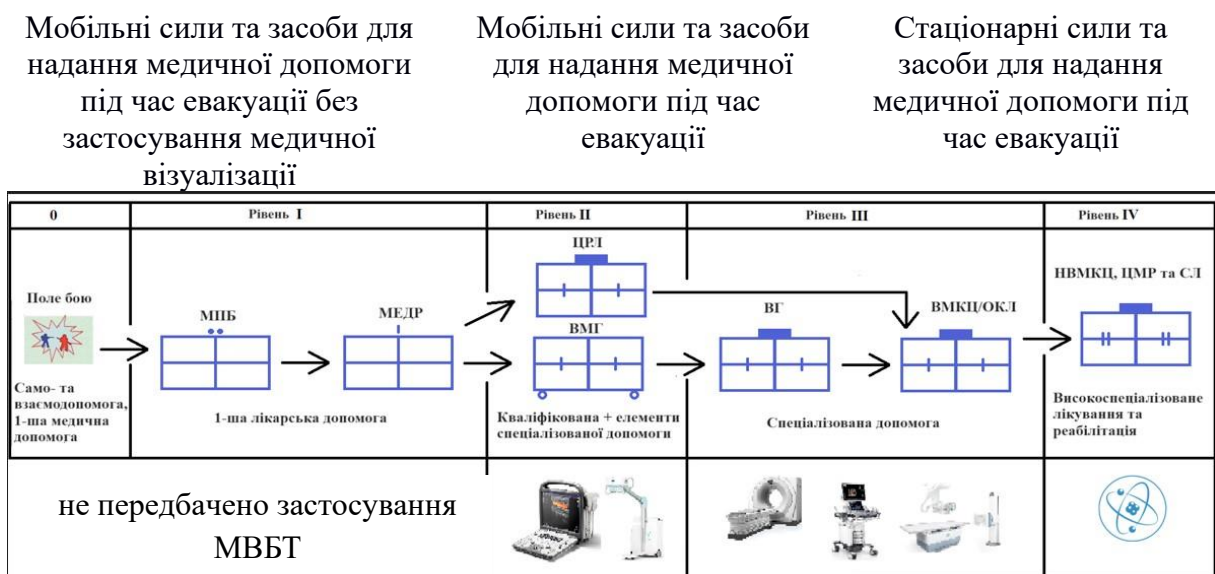 Мобільні сили та засоби для
надання медичної допомоги
під час евакуації без
застосування медичної
візуалізації
Мобільні сили та засоби
для надання медичної
допомоги під час
евакуації
Стаціонарні сили та
засоби для надання
медичної допомоги під
час евакуації
0
Рівень I
Рівень II
Рівень III
Рівень IV
Поле бою
МПБ
МЕДР
ЦРЛ
ВМГ
ВГ
ВМКЦ/ОКЛ
НВМКЦ, ЦМР та СЛ
Само- та
взаємодопомога,
1-ша медична
допомога
1-ша лікарська допомога
Кваліфікована + елементи
спеціалізованої допомоги
Спеціалізована допомога
Високоспеціалізоване
лікування та
реабілітація
не передбачено застосування
МВБТ